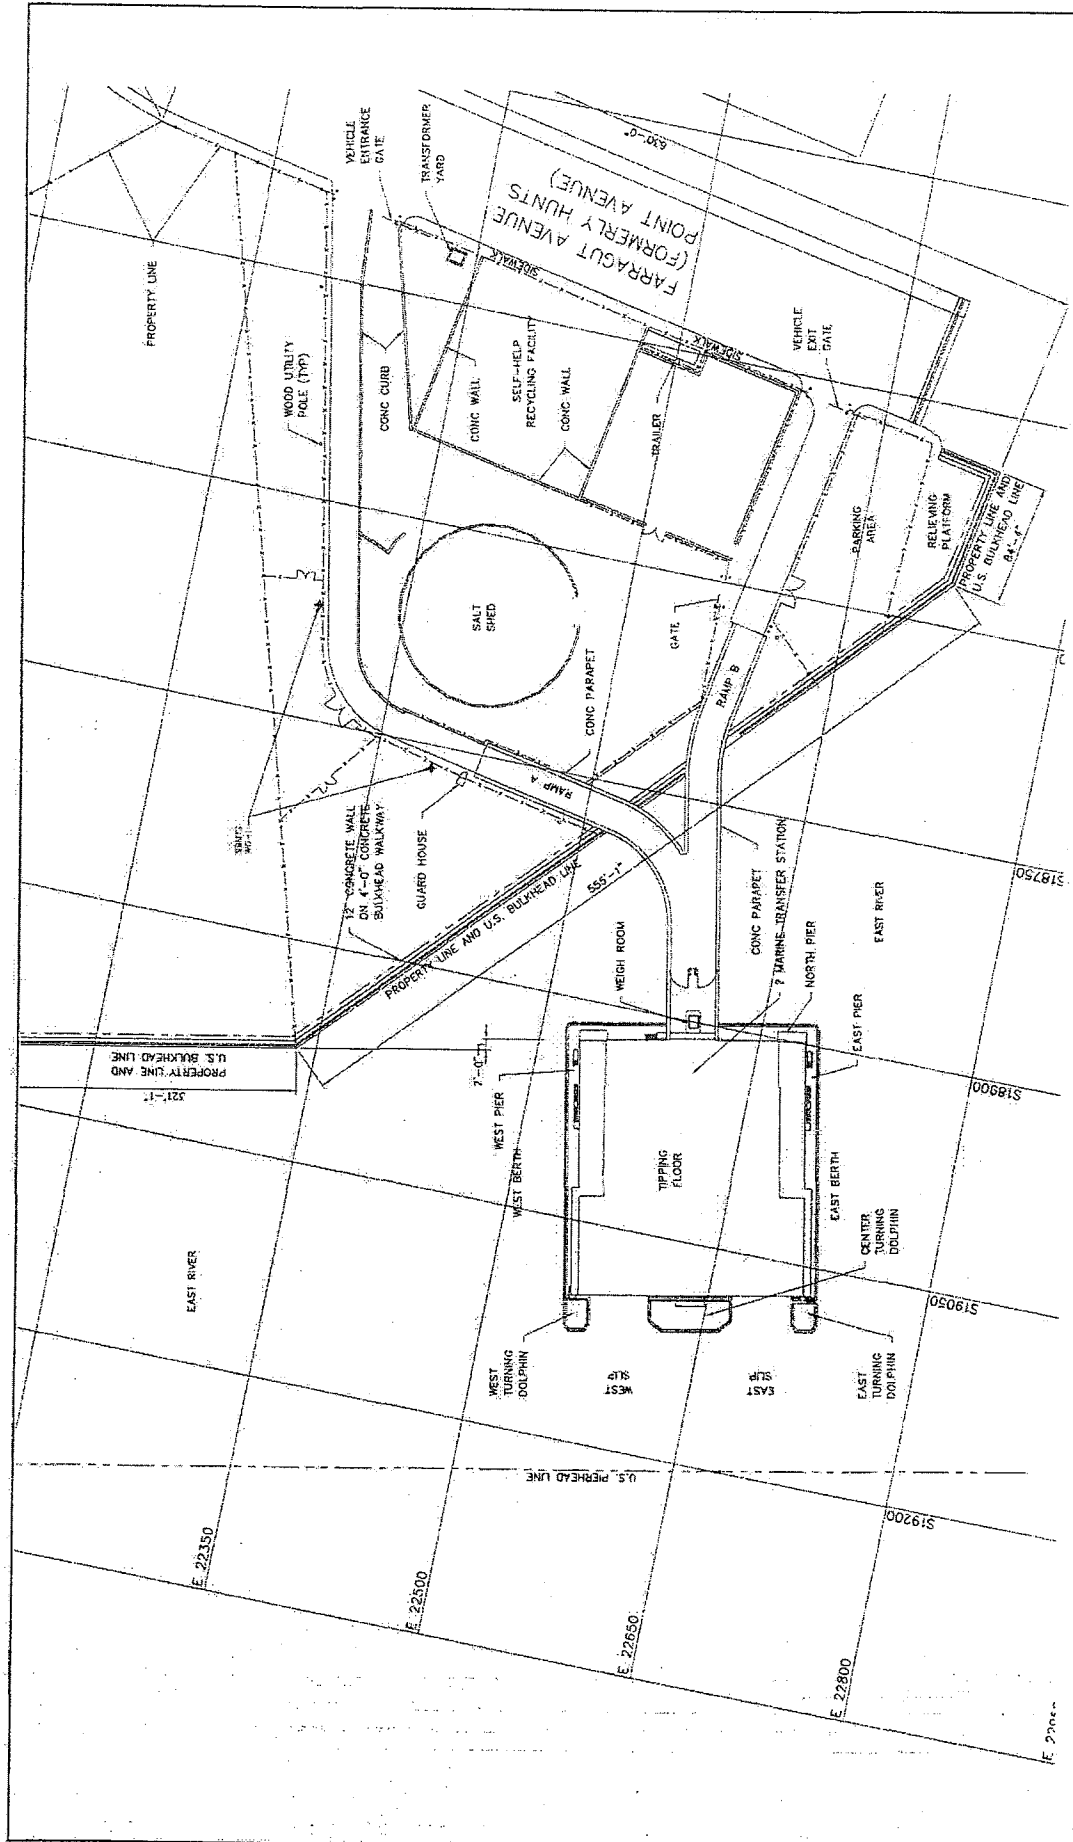 630'-0"
VEHICLE
ENTRANCE
GATE
TRANSFORMER
YARD
FARRAGUT AVENUE
(FORMERLY HUNTS
POINT AVENUE)
SIDEWALK
PROPERTY LINE
WOOD UTILITY
POLE (TYP)
CONC CURB
CONC WALL
SELF-HELP
RECYCLING FACILITY
CONC WALL
TRAILER
SIDEWALK
VEHICLE
EXIT
GATE
PARKING
AREA
RELIEVING
PLATFORM
PROPERTY LINE AND
U.S. BULKHEAD LINE
84'-4"
SALT
SHED
GATE
RAMP B
CONC PARAPET
RAMP A
12" CONCRETE WALL
ON 4'-0" CONCRETE
BULKHEAD WALKWAY
GUARD HOUSE
PROPERTY LINE AND U.S. BULKHEAD LINE
555'-1"
WEIGH ROOM
CONC PARAPET
? MARINE TRANSFER STATION
NORTH PIER
EAST RIVER
EAST PIER
S18750
S18900
PROPERTY LINE AND
U.S. BULKHEAD LINE
321'-1"
2'-0"
WEST PIER
WEST BERTH
TIPPING
FLOOR
EAST BERTH
CENTER
TURNING
DOLPHIN
EAST RIVER
S19050
WEST
TURNING
DOLPHIN
WEST
SLIP
EAST
SLIP
EAST
TURNING
DOLPHIN
U.S. PIERHEAD LINE
S19200
E 22350
E 22500
E 22650
E 22800